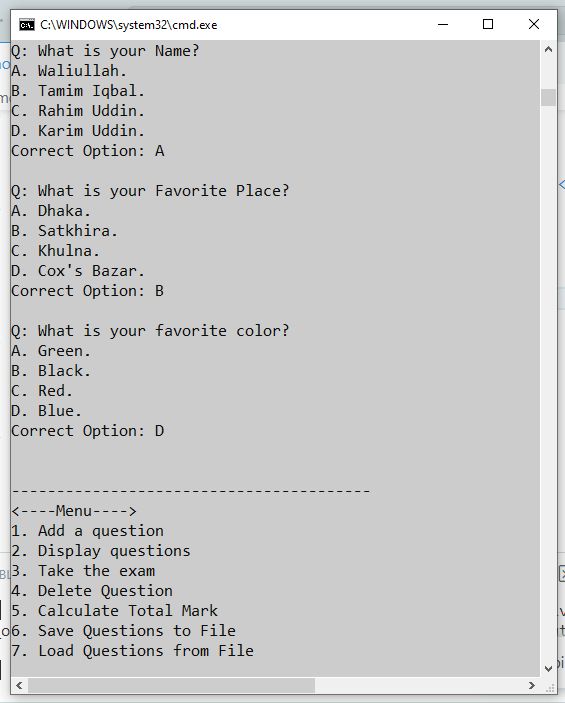 C:\WINDOWS\system32\cmd.exe
Q: What is your Name?
A. Waliullah.
B. Tamim Iqbal.
C. Rahim Uddin.
D. Karim Uddin.
Correct Option: A
Q: What is your Favorite Place?
A. Dhaka.
B. Satkhira.
C. Khulna.
D. Cox's Bazar.
Correct Option: B
Q: What is your favorite color?
A. Green.
B. Black.
C. Red.
D. Blue.
Correct Option: D
----------------------------------------
<----Menu---->
1. Add a question
2. Display questions
3. Take the exam
4. Delete Question
5. Calculate Total Mark
6. Save Questions to File
7. Load Questions from File